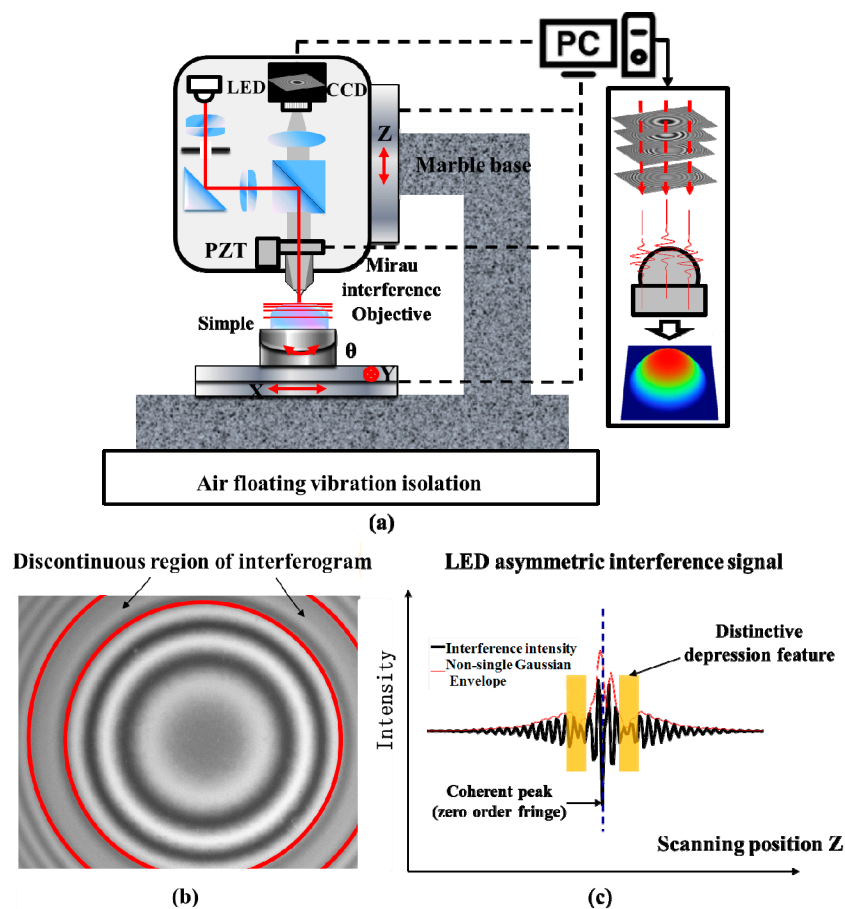 PC
LED
CCD
Z
Marble base
PZT
Mirau
interference
Objective
Simple
θ
Y
X
Air floating vibration isolation
(a)
Discontinuous region of interferogram
(b)
LED asymmetric interference signal
Intensity
Interference intensity
Non-single Gaussian
Envelope
Distinctive
depression feature
Coherent peak
(zero order fringe)
Scanning position Z
(c)